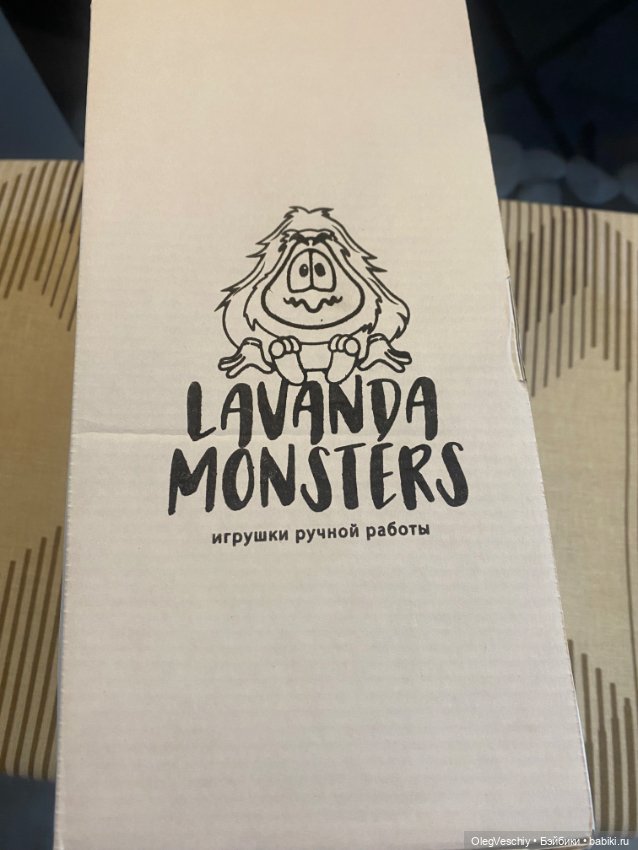 LAVANDA
MONSTERS
игрушки ручной работы
OlegVeschiy • Бэйбики • babiki.ru